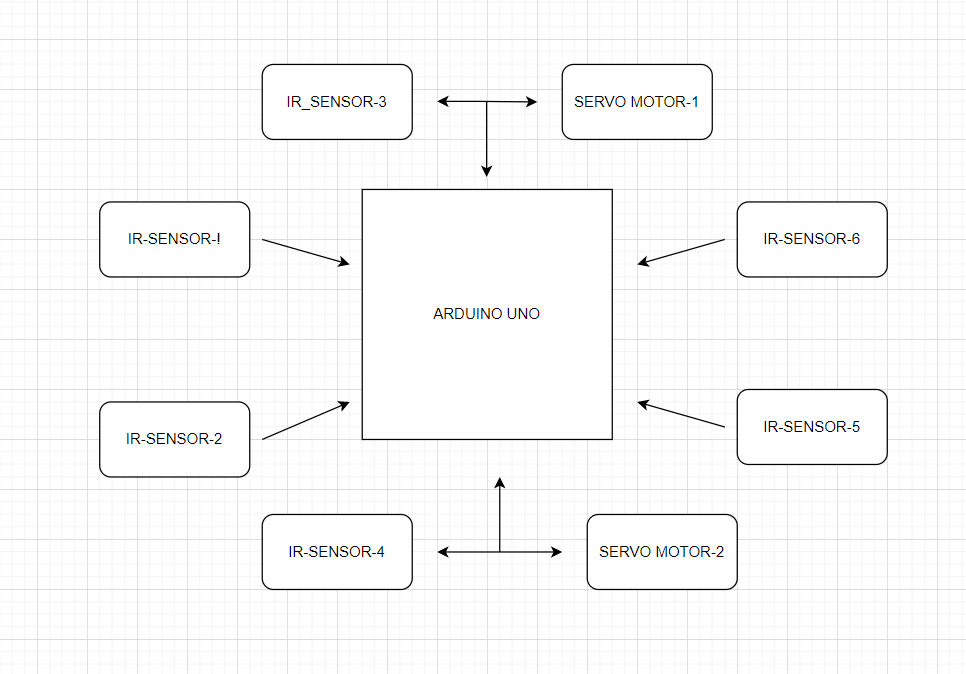 IR_SENSOR-3
SERVO MOTOR-1
IR-SENSOR-!
IR-SENSOR-6
ARDUINO UNO
IR-SENSOR-2
IR-SENSOR-5
IR-SENSOR-4
SERVO MOTOR-2